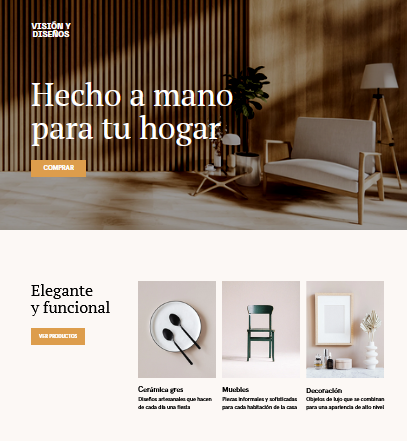 VISIÓN Y
DISEÑOS
Hecho a mano
para tu hogar
COMPRAR
Elegante
y funcional
VER PRODUCTOS
Cerámica gres
Diseños artesanales que hacen
de cada día una fiesta
Muebles
Piezas informales y sofisticadas
para cada habitación de la casa
Decoración
Objetos de lujo que se combinan
para una apariencia de alto nivel